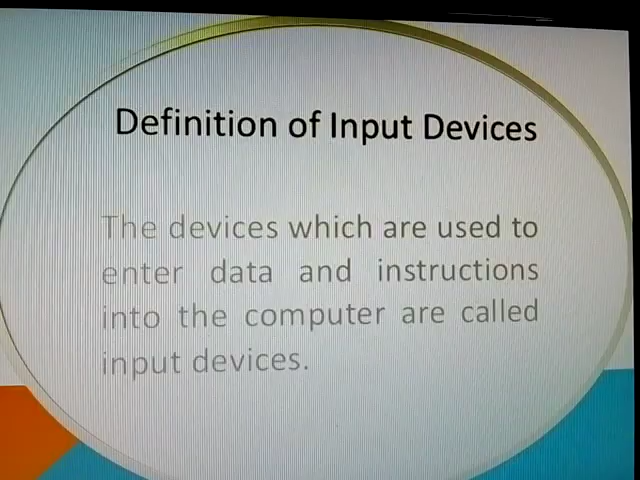 Definition of Input Devices
The devices which are used to
enter data and instructions
into the computer are called
input devices.